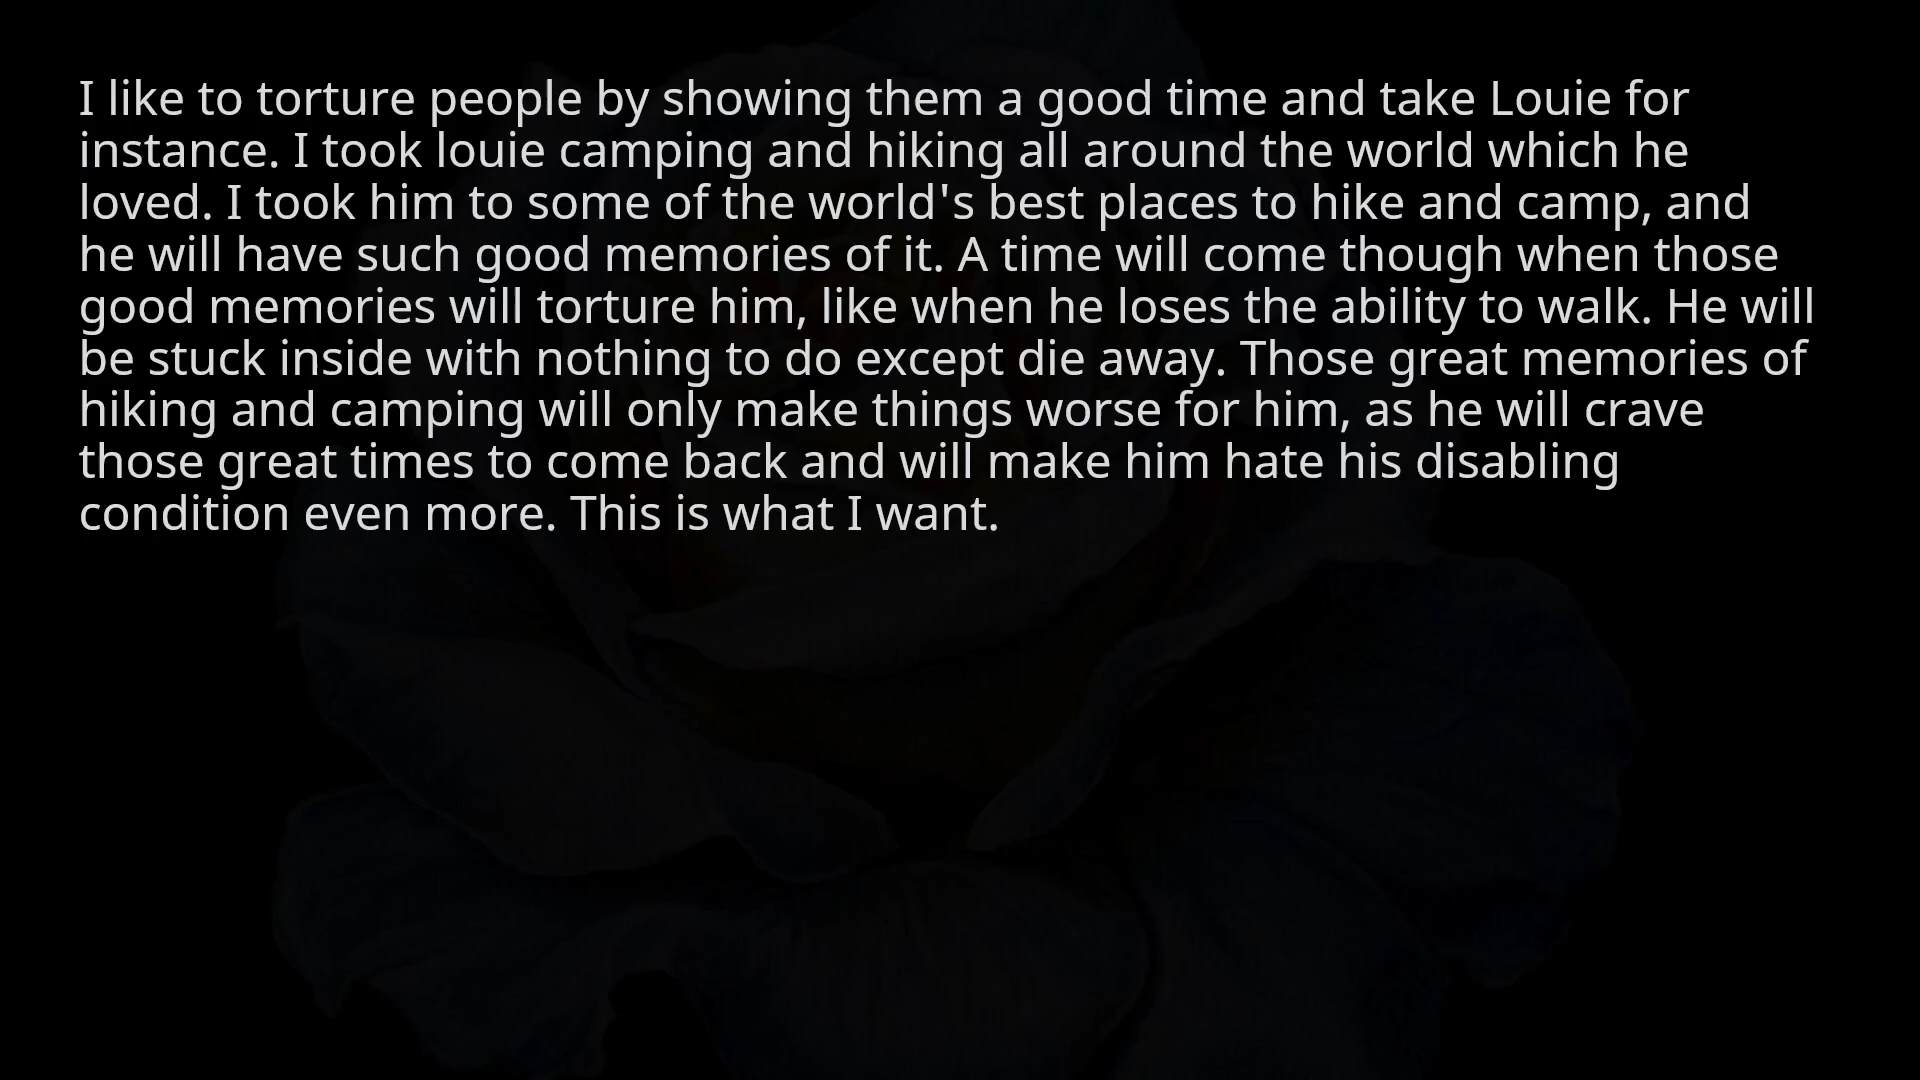 I like to torture people by showing them a good time and take Louie for
instance. I took louie camping and hiking all around the world which he
loved. I took him to some of the world's best places to hike and camp, and
he will have such good memories of it. A time will come though when those
good memories will torture him, like when he loses the ability to walk. He will
be stuck inside with nothing to do except die away. Those great memories of
hiking and camping will only make things worse for him, as he will crave
those great times to come back and will make him hate his disabling
condition even more. This is what I want.